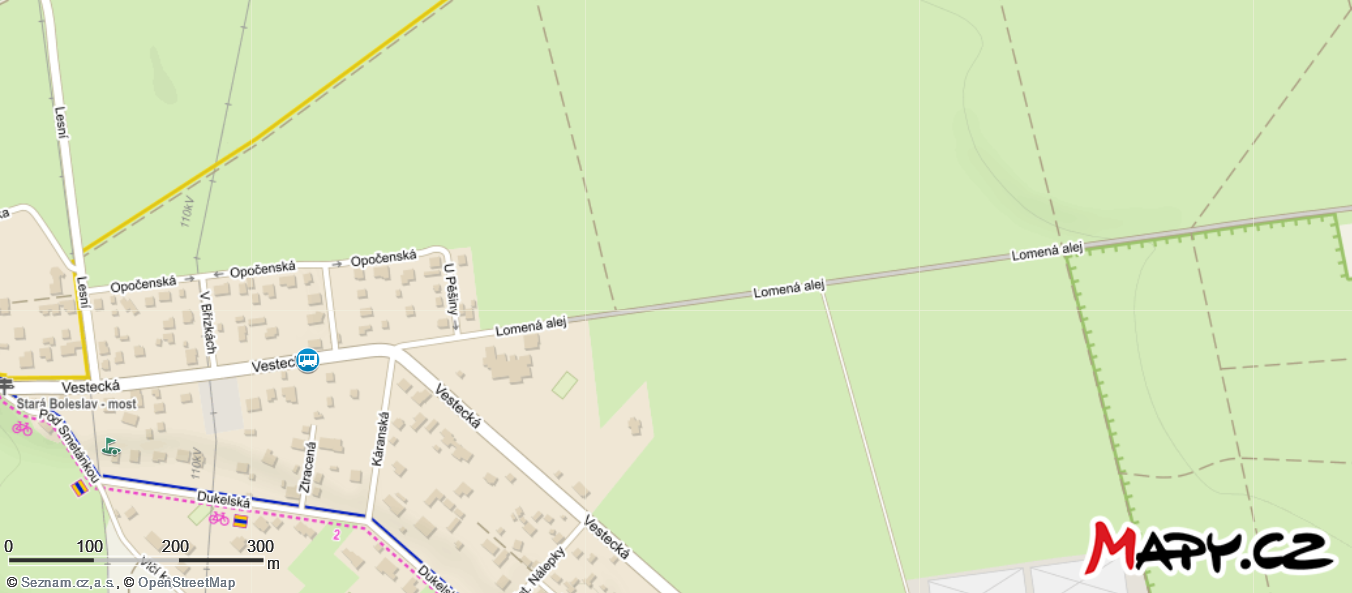 Lesní
110kV
Lomená alej
Opočenská
Opočenská
Opočenská
Lesní
U Pěšiny
V Břízkách
Lomená alej
Lomená alej
Vestecká
Stará Boleslav - most
Pod Smetánkou
Vestecká
Káranská
Ztracená
110kV
Dukelská
2
Vestecká
Nálepky
0 100 200 300
m
© Seznam.cz,a.s., © OpenStreetMap
MAPY.CZ